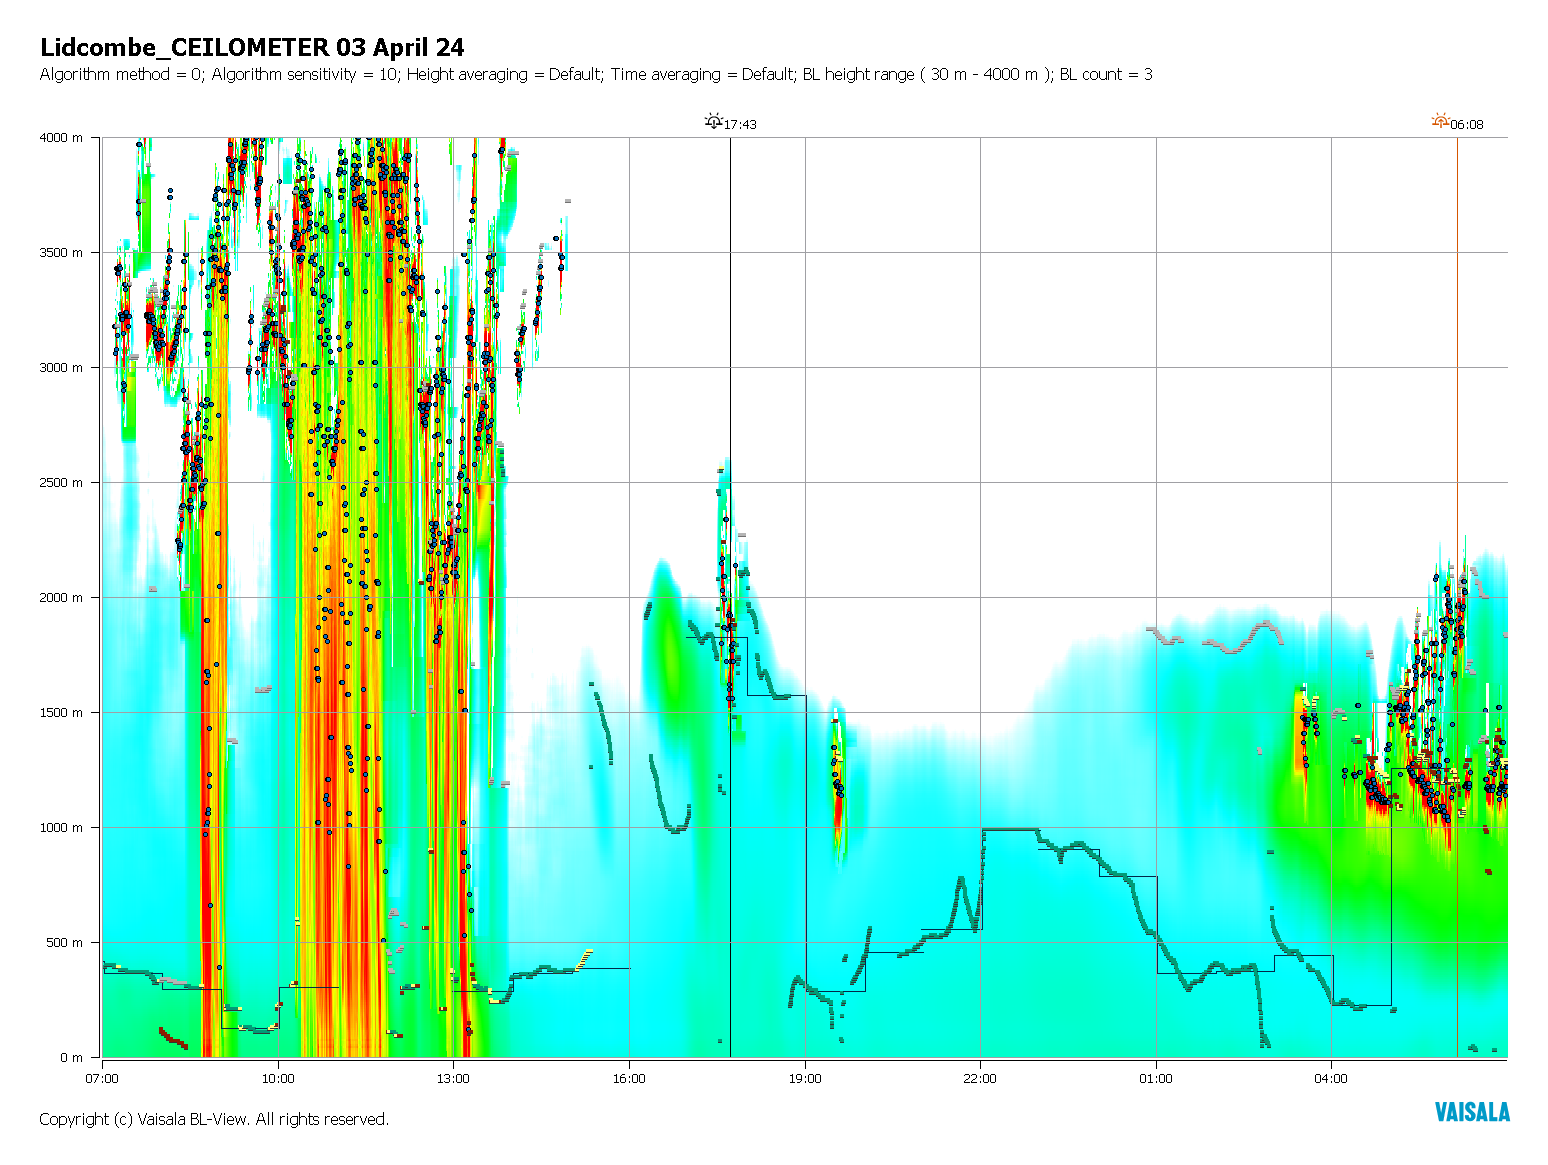 Lidcombe_CEILOMETER 03 April 24
Algorithm method = 0; Algorithm sensitivity = 10; Height averaging = Default; Time averaging = Default; BL height range ( 30 m - 4000 m ); BL count = 3
17:43
06:08
4000 m
3500 m
3000 m
2500 m
2000 m
1500 m
1000 m
500 m
0 m
07:00 10:00 13:00 16:00 19:00 22:00 01:00 04:00
Copyright (c) Vaisala BL-View. All rights reserved.
VAISALA